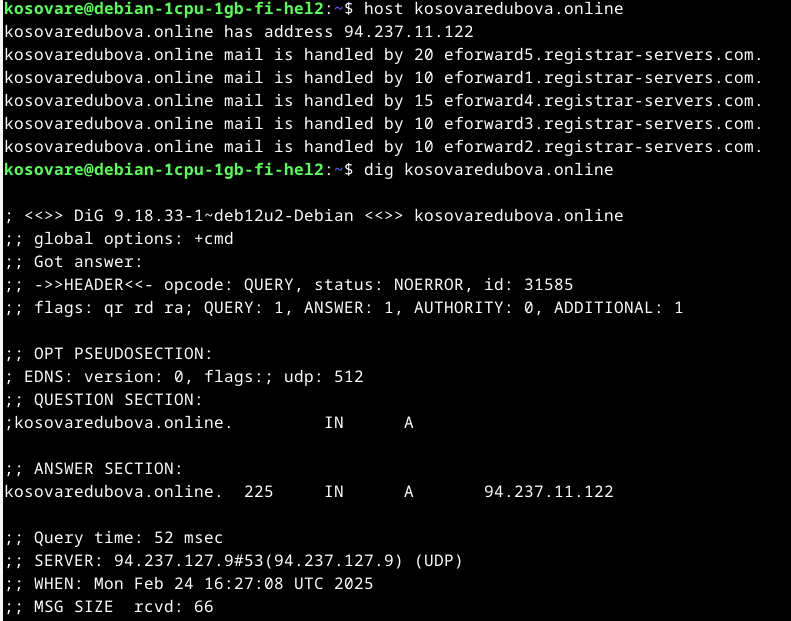 kosovare@debian-1cpu-1gb-fi-hel2:~$ host kosovaredubova.online
kosovaredubova.online has address 94.237.11.122
kosovaredubova.online mail is handled by 20 eforward5.registrar-servers.com.
kosovaredubova.online mail is handled by 10 eforward1.registrar-servers.com.
kosovaredubova.online mail is handled by 15 eforward4.registrar-servers.com.
kosovaredubova.online mail is handled by 10 eforward3.registrar-servers.com.
kosovaredubova.online mail is handled by 10 eforward2.registrar-servers.com.
kosovare@debian-1cpu-1gb-fi-hel2:~$ dig kosovaredubova.online

; <<>> DiG 9.18.33-1~deb12u2-Debian <<>> kosovaredubova.online
;; global options: +cmd
;; Got answer:
;; ->>HEADER<<- opcode: QUERY, status: NOERROR, id: 31585
;; flags: qr rd ra; QUERY: 1, ANSWER: 1, AUTHORITY: 0, ADDITIONAL: 1

;; OPT PSEUDOSECTION:
; EDNS: version: 0, flags:; udp: 512
;; QUESTION SECTION:
;kosovaredubova.online.		IN	A

;; ANSWER SECTION:
kosovaredubova.online.	225	IN	A	94.237.11.122

;; Query time: 52 msec
;; SERVER: 94.237.127.9#53(94.237.127.9) (UDP)
;; WHEN: Mon Feb 24 16:27:08 UTC 2025
;; MSG SIZE  rcvd: 66